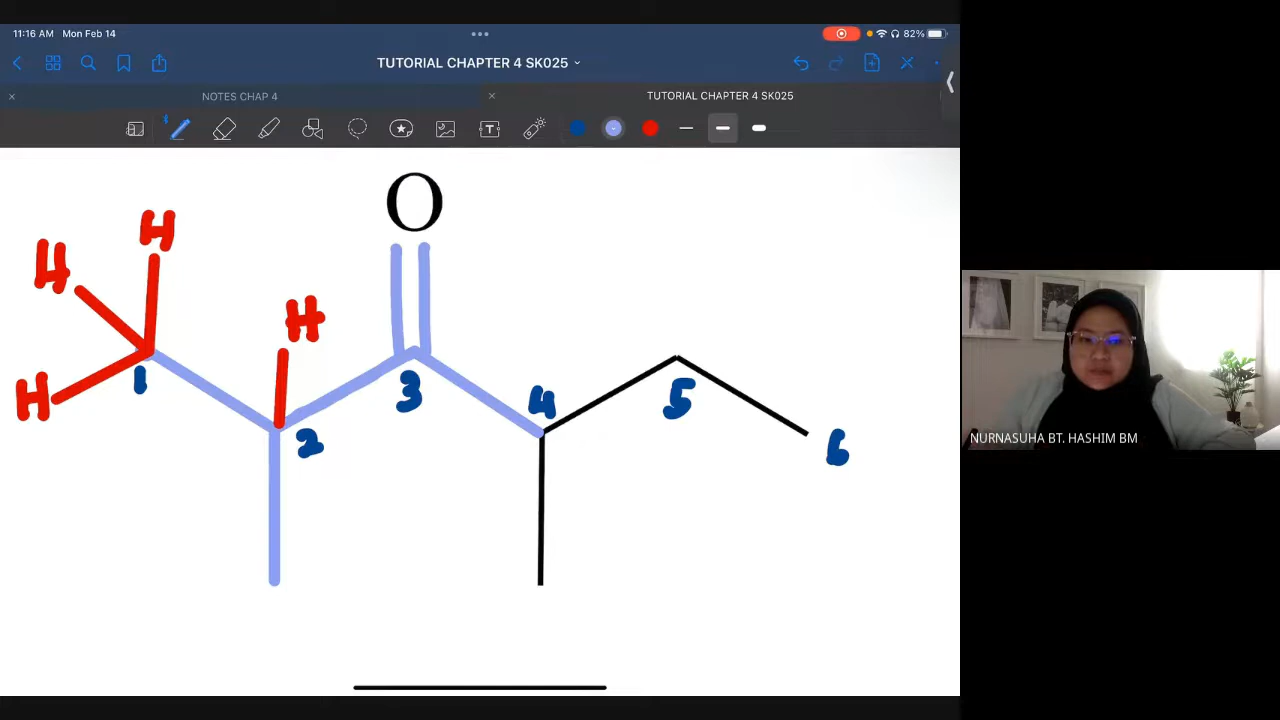 11:16 AM Mon Feb 14
82%
TUTORIAL CHAPTER 4 SK025
NOTES CHAP 4
TUTORIAL CHAPTER 4 SK025
T
O
H
H
H
H
1
2
3
4
5
6
NURNASUHA BT. HASHIM BM